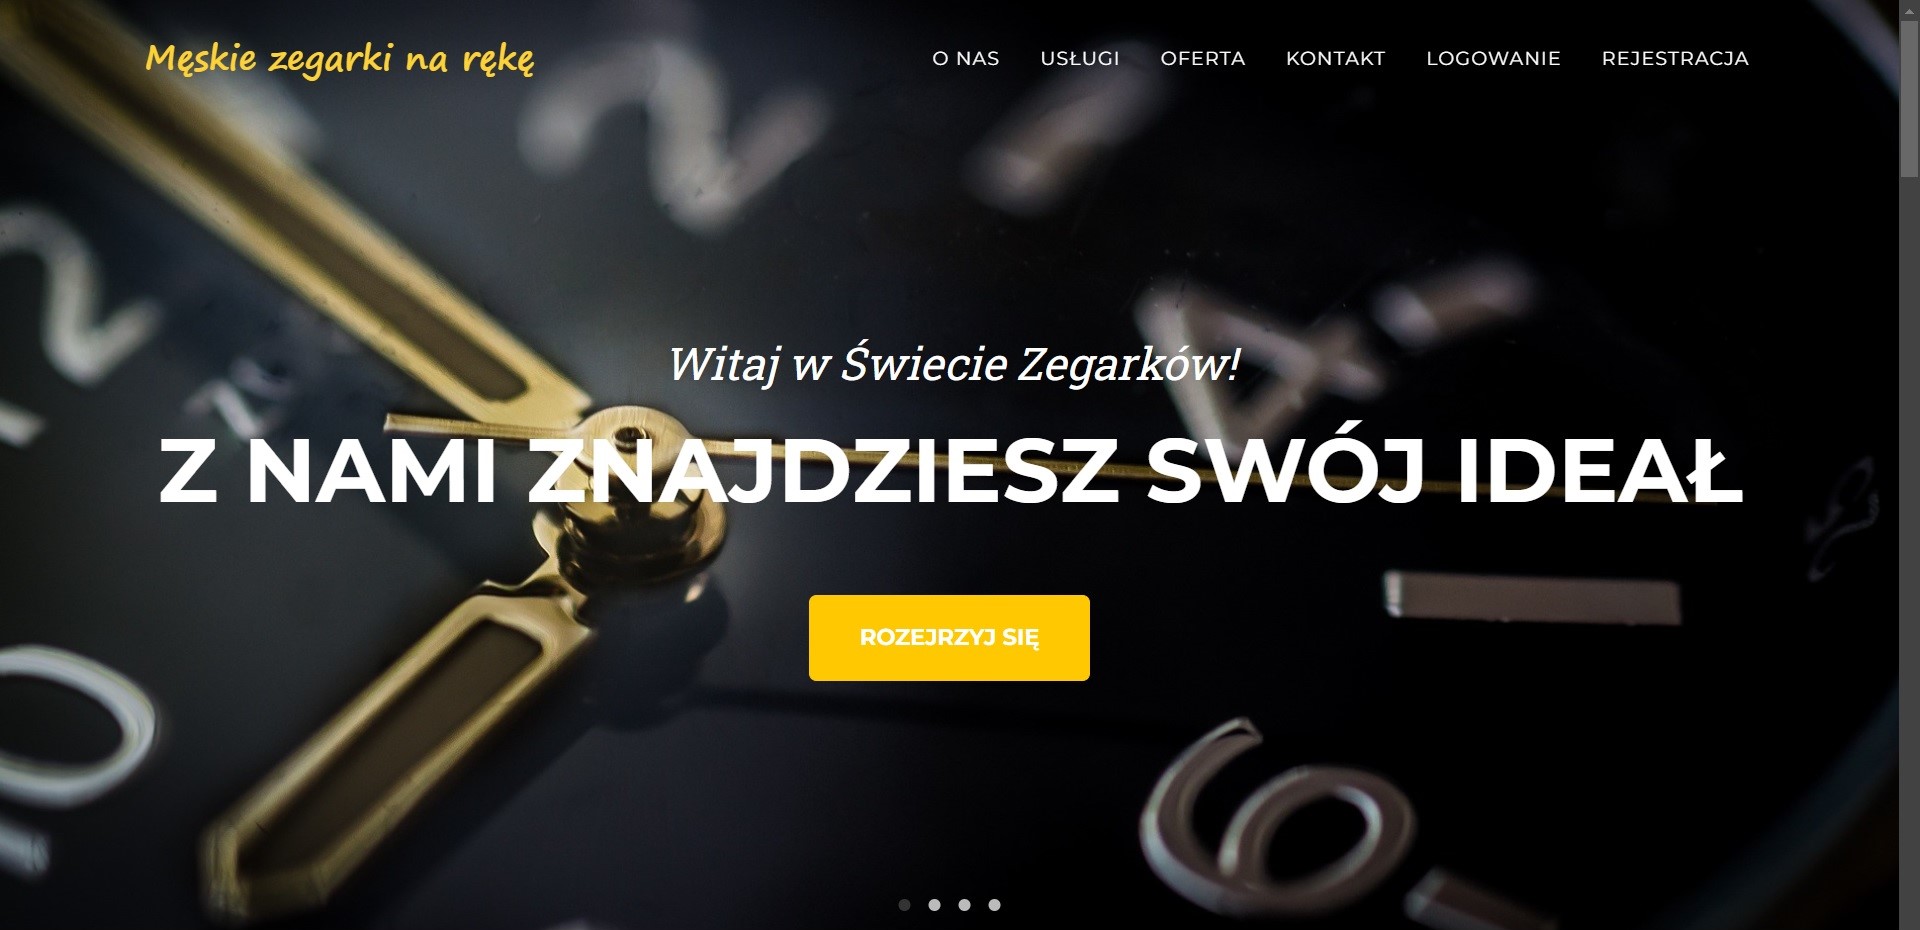 Męskie zegarki na rękę
O NAS USŁUGI OFERTA KONTAKT LOGOWANIE REJESTRACJA
Witaj w Świecie Zegarków!
Z NAMI ZNAJDZIESZ SWÓJ IDEAŁ
ROZEJRZYJ SIĘ